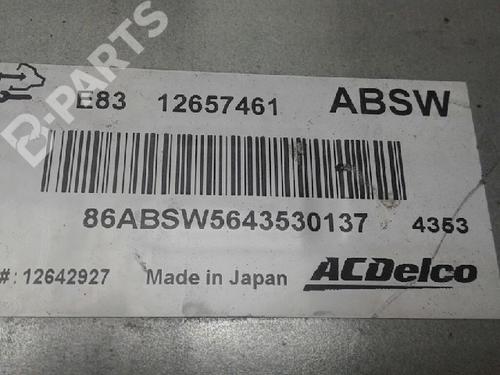 B-PARTS
E83 12657461 ABSW
86ABSW5643530137 4353
#: 12642927 Made in Japan ACDelco